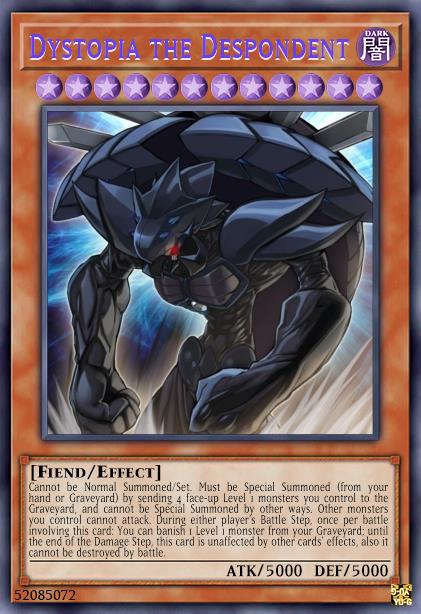 DYSTOPIA THE DESPONDENT
DARK
闇
[FIEND/EFFECT]
Cannot be Normal Summoned/Set. Must be Special Summoned (from your
hand or Graveyard) by sending 4 face-up Level 1 monsters you control to the
Graveyard, and cannot be Special Summoned by other ways. Other monsters
you control cannot attack. During either player's Battle Step, once per battle
involving this card: You can banish 1 Level 1 monster from your Graveyard; until
the end of the Damage Step, this card is unaffected by other cards' effects, also it
cannot be destroyed by battle.
ATK/5000 DEF/5000
52085072